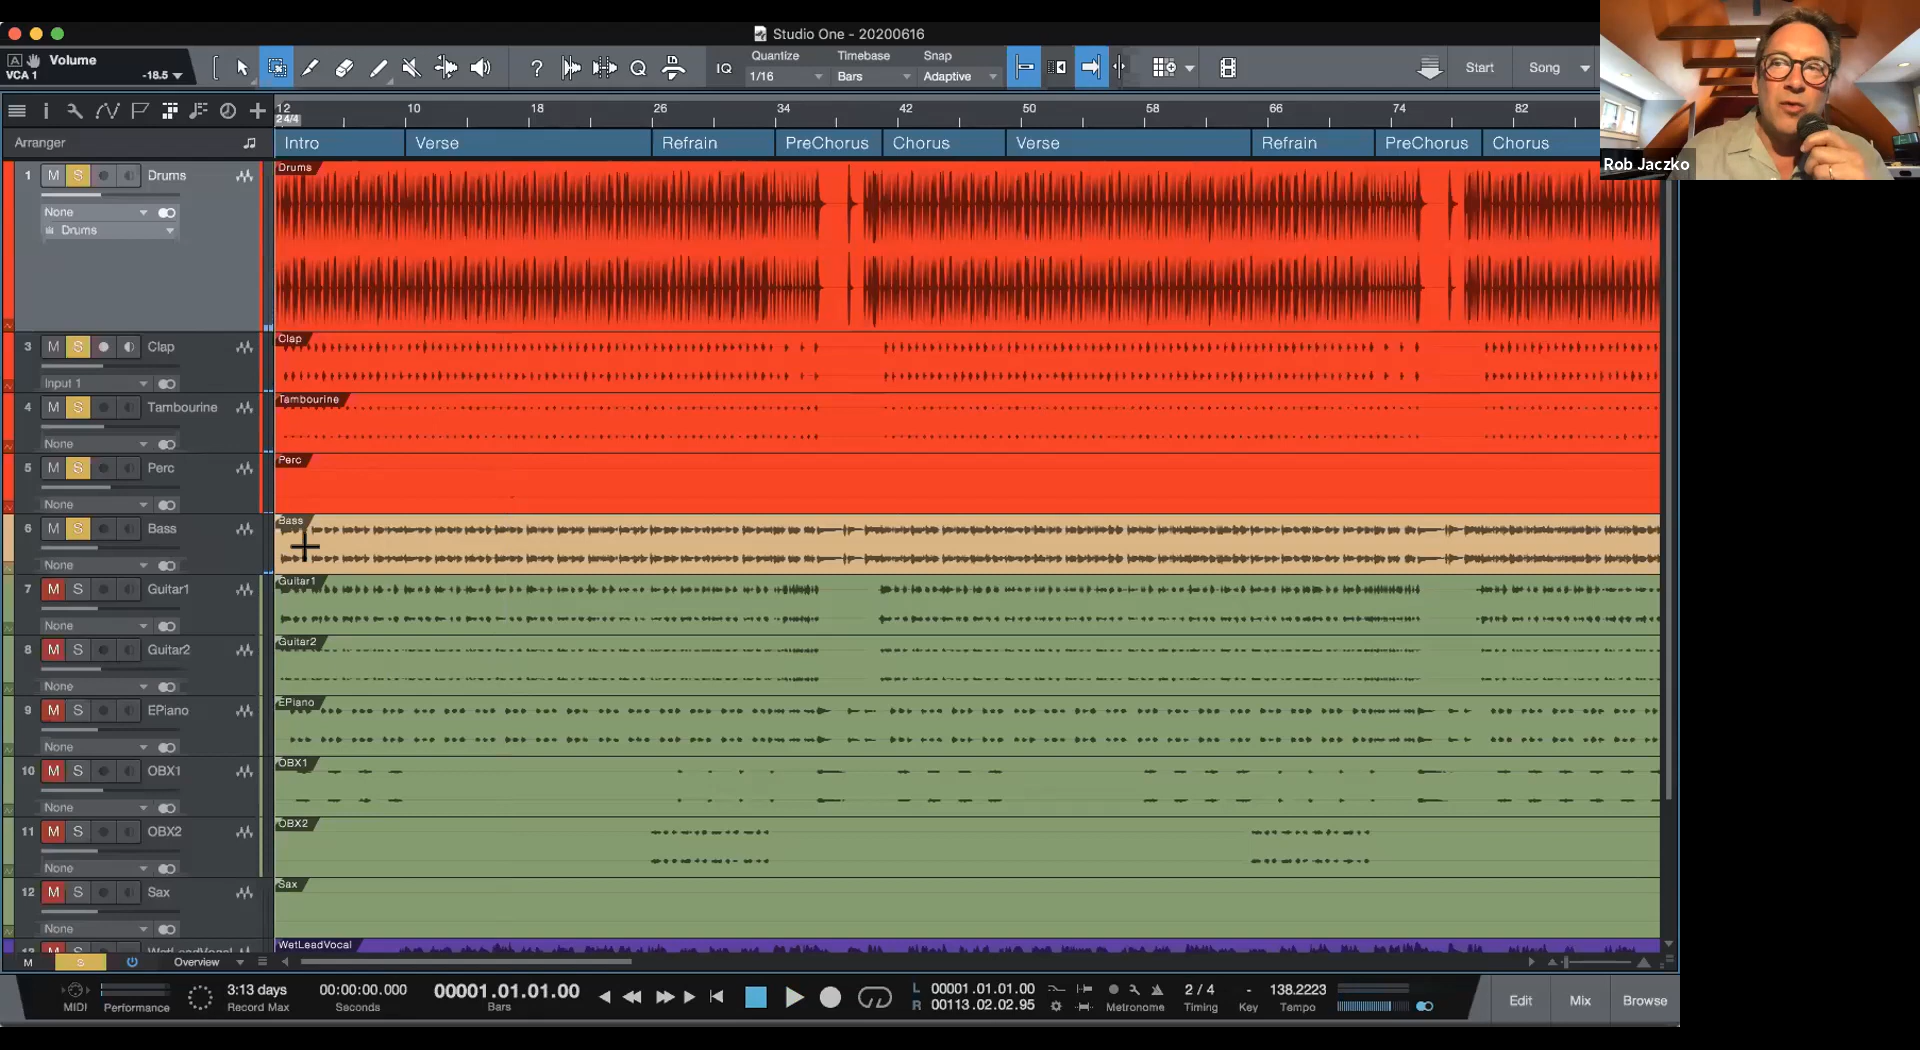 Studio One - 20200616
A
Volume
VCA 1
-18.5
?
Q
IQ
Quantize
1/16
Timebase
Bars
Snap
Adaptive
Start
Song
Rob Jaczko
12
10
18
26
34
42
50
58
66
74
82
24/4
Arranger
Intro
Verse
Refrain
PreChorus
Chorus
Verse
Refrain
PreChorus
Chorus
1 M S Drums
None
Drums
Drums
3 M S Clap
Input 1
Clap
4 M S Tambourine
None
Tambourine
5 M S Perc
None
Perc
6 M S Bass
None
Bass
7 M S Guitar1
None
Guitar1
8 M S Guitar2
None
Guitar2
9 M S EPiano
None
EPiano
10 M S OBX1
None
OBX1
11 M S OBX2
None
OBX2
12 M S Sax
None
Sax
13 M S WetLeadVocal
WetLeadVocal
M S Overview
MIDI
Performance
3:13 days
Record Max
00:00:00.000
Seconds
00001.01.01.00
Bars
L 00001.01.01.00
R 00113.02.02.95
Metronome
2 / 4
Timing
-
Key
138.2223
Tempo
Edit
Mix
Browse